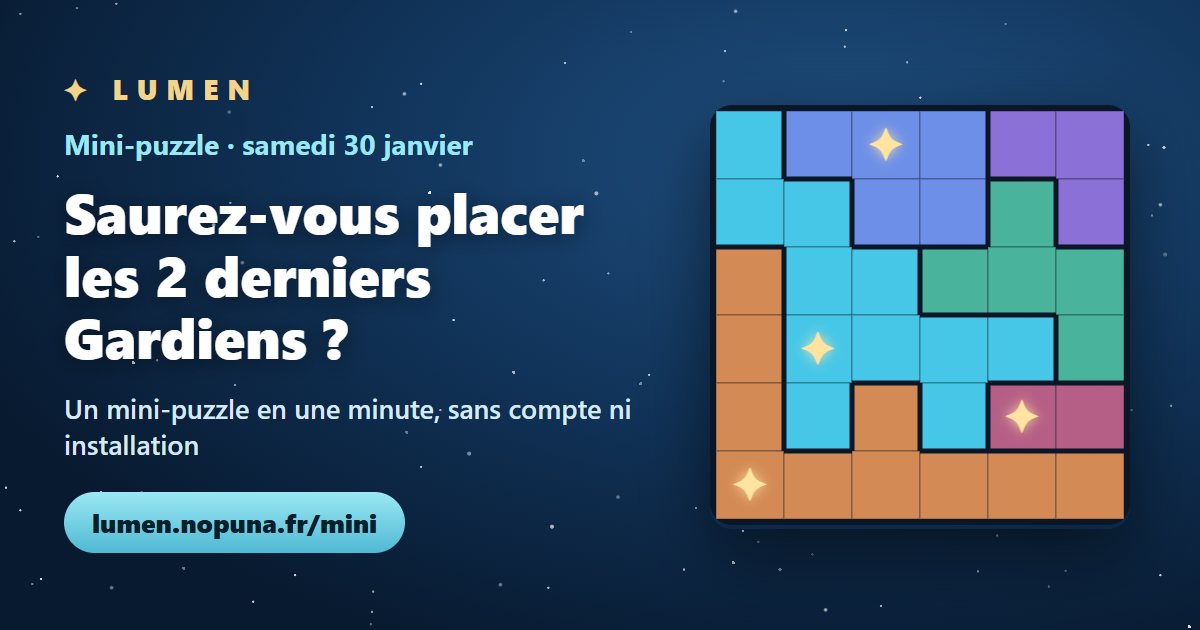 LUMEN
Mini-puzzle · samedi 30 janvier
Saurez-vous placer
les 2 derniers
Gardiens ?
Un mini-puzzle en une minute, sans compte ni
installation
lumen.nopuna.fr/mini